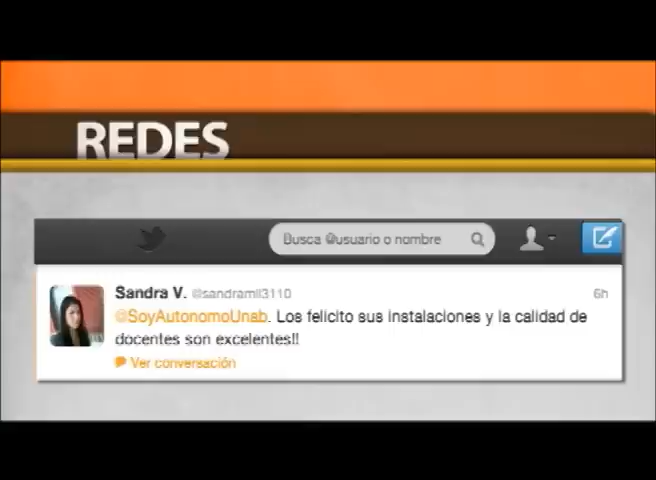 REDES
Busca @usuario o nombre
Sandra V. @sandramil3110 6h
@SoyAutonomoUnab. Los felicito sus instalaciones y la calidad de
docentes son excelentes!!
Ver conversación